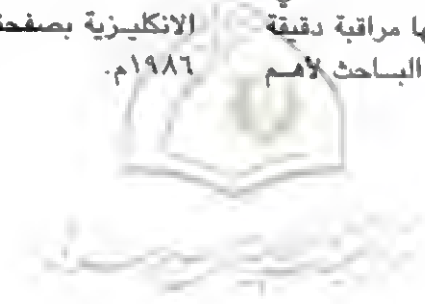 ها مراقبة دقيقة
الباحث لأهم
الانكليزية بصفحة
١٩٨٦م.